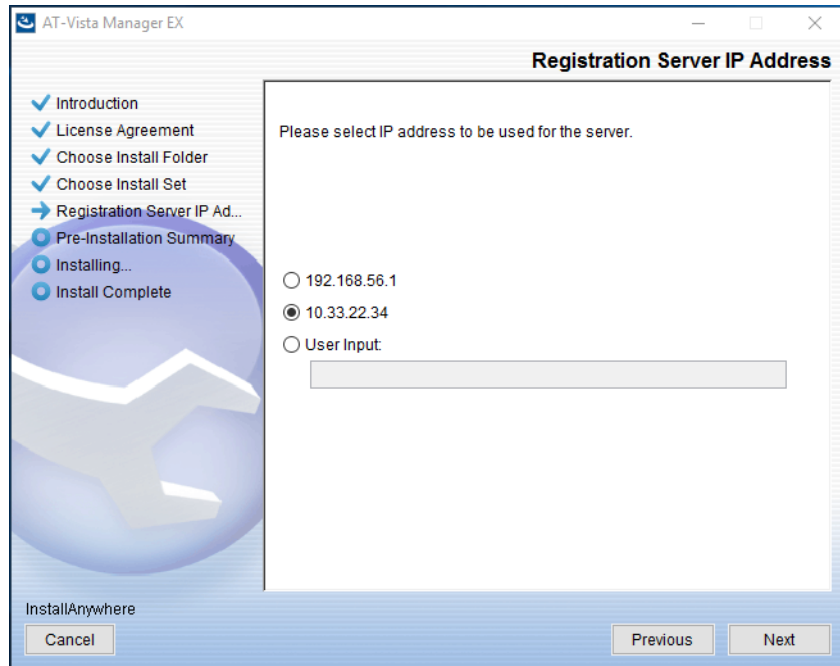 AT-Vista Manager EX
Registration Server IP Address
Introduction
License Agreement
Choose Install Folder
Choose Install Set
Registration Server IP Ad...
Pre-Installation Summary
Installing...
Install Complete
Please select IP address to be used for the server.
192.168.56.1
10.33.22.34
User Input:
InstallAnywhere
Cancel
Previous
Next